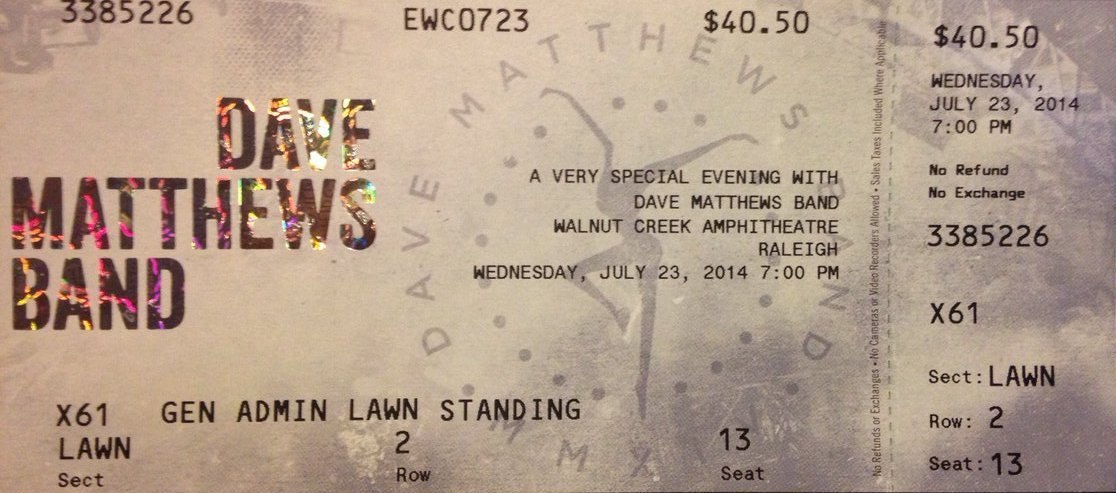 3385226 EWC0723 $40.50
DAVE
MATTHEWS
BAND
DAVE MATTHEWS BAND
MMX
A VERY SPECIAL EVENING WITH
DAVE MATTHEWS BAND
WALNUT CREEK AMPHITHEATRE
RALEIGH
WEDNESDAY, JULY 23, 2014 7:00 PM
X61 GEN ADMIN LAWN STANDING
LAWN 2 13
Sect Row Seat
No Refunds or Exchanges • No Cameras or Video Recorders Allowed • Sales Taxes Included Where Applicable
$40.50
WEDNESDAY,
JULY 23, 2014
7:00 PM
No Refund
No Exchange
3385226
X61
Sect: LAWN
Row: 2
Seat: 13